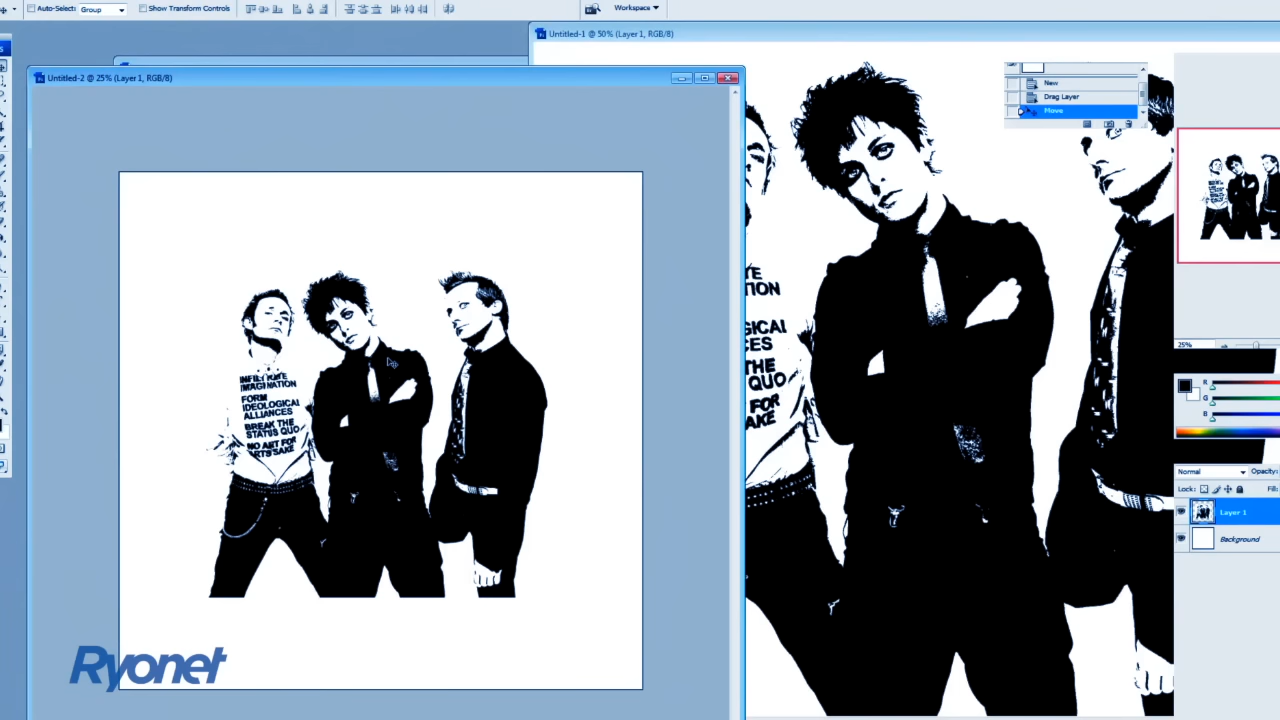 Auto-Select:
Group
Show Transform Controls
Workspace
Untitled-1 @ 50% (Layer 1, RGB/8)
Untitled-2 @ 25% (Layer 1, RGB/8)
New
Drag Layer
Move
INFILTRATE
IMAGINATION
FORM
IDEOLOGICAL
ALLIANCES
BREAK THE
STATUS QUO
NO ART FOR
ARTS SAKE
TION
GICAL
CES
THE
QUO
FOR
AKE
25%
R
G
B
Normal
Opacity:
Lock:
Fill:
Layer 1
Background
Ryonet